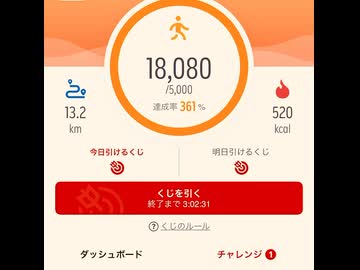 18,080
/5,000
達成率 361 %
13.2
km
520
kcal
今日引けるくじ
明日引けるくじ
くじを引く
終了まで 3:02:31
? くじのルール
ダッシュボード
チャレンジ 1